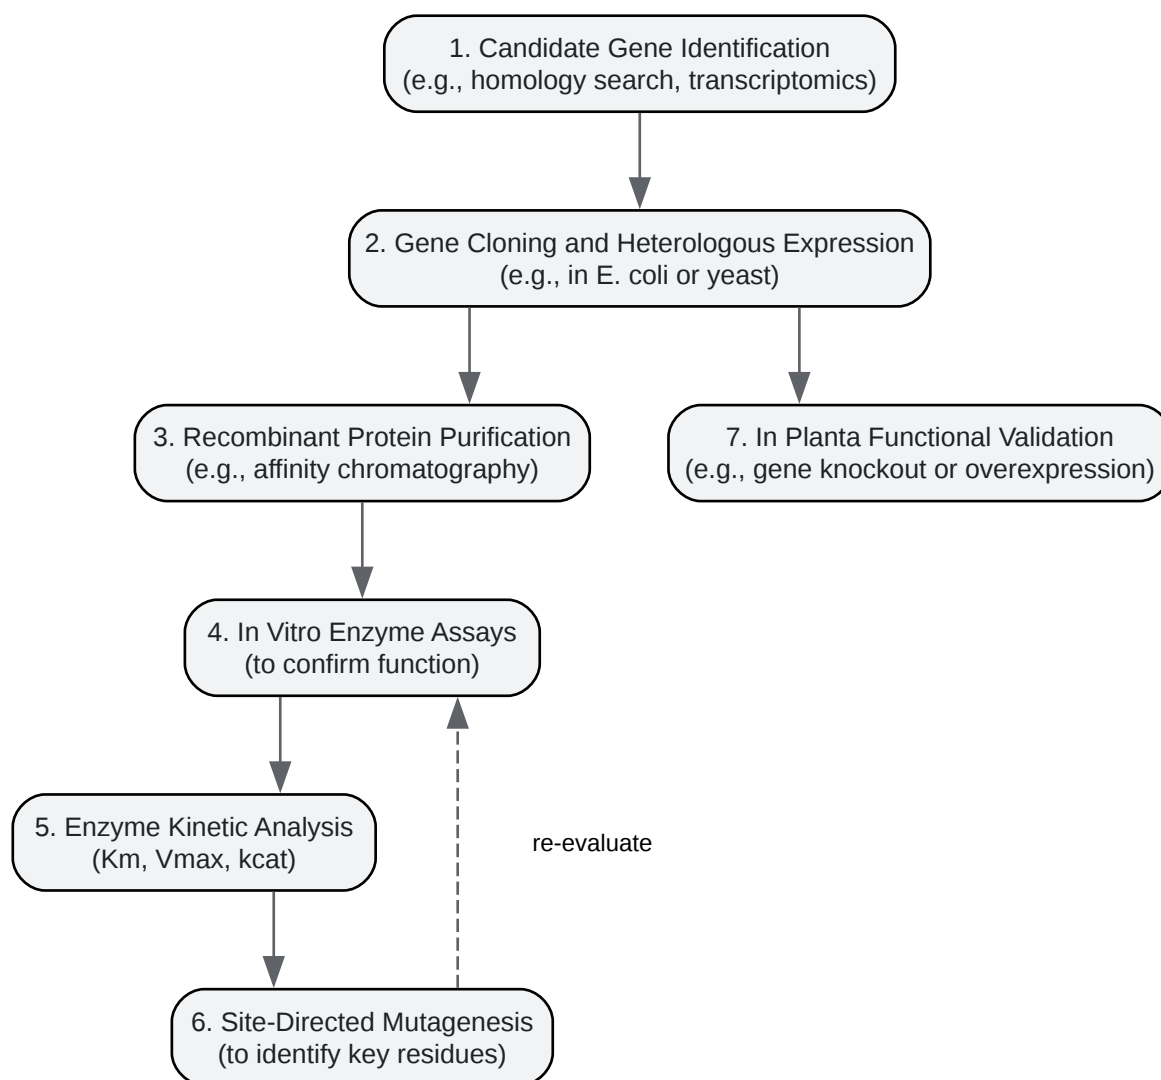 1. Candidate Gene Identification
(e.g., homology search, transcriptomics)
2. Gene Cloning and Heterologous Expression
(e.g., in E. coli or yeast)
3. Recombinant Protein Purification
(e.g., affinity chromatography)
7. In Planta Functional Validation
(e.g., gene knockout or overexpression)
4. In Vitro Enzyme Assays
(to confirm function)
5. Enzyme Kinetic Analysis
(Km, Vmax, kcat)
re-evaluate
6. Site-Directed Mutagenesis
(to identify key residues)